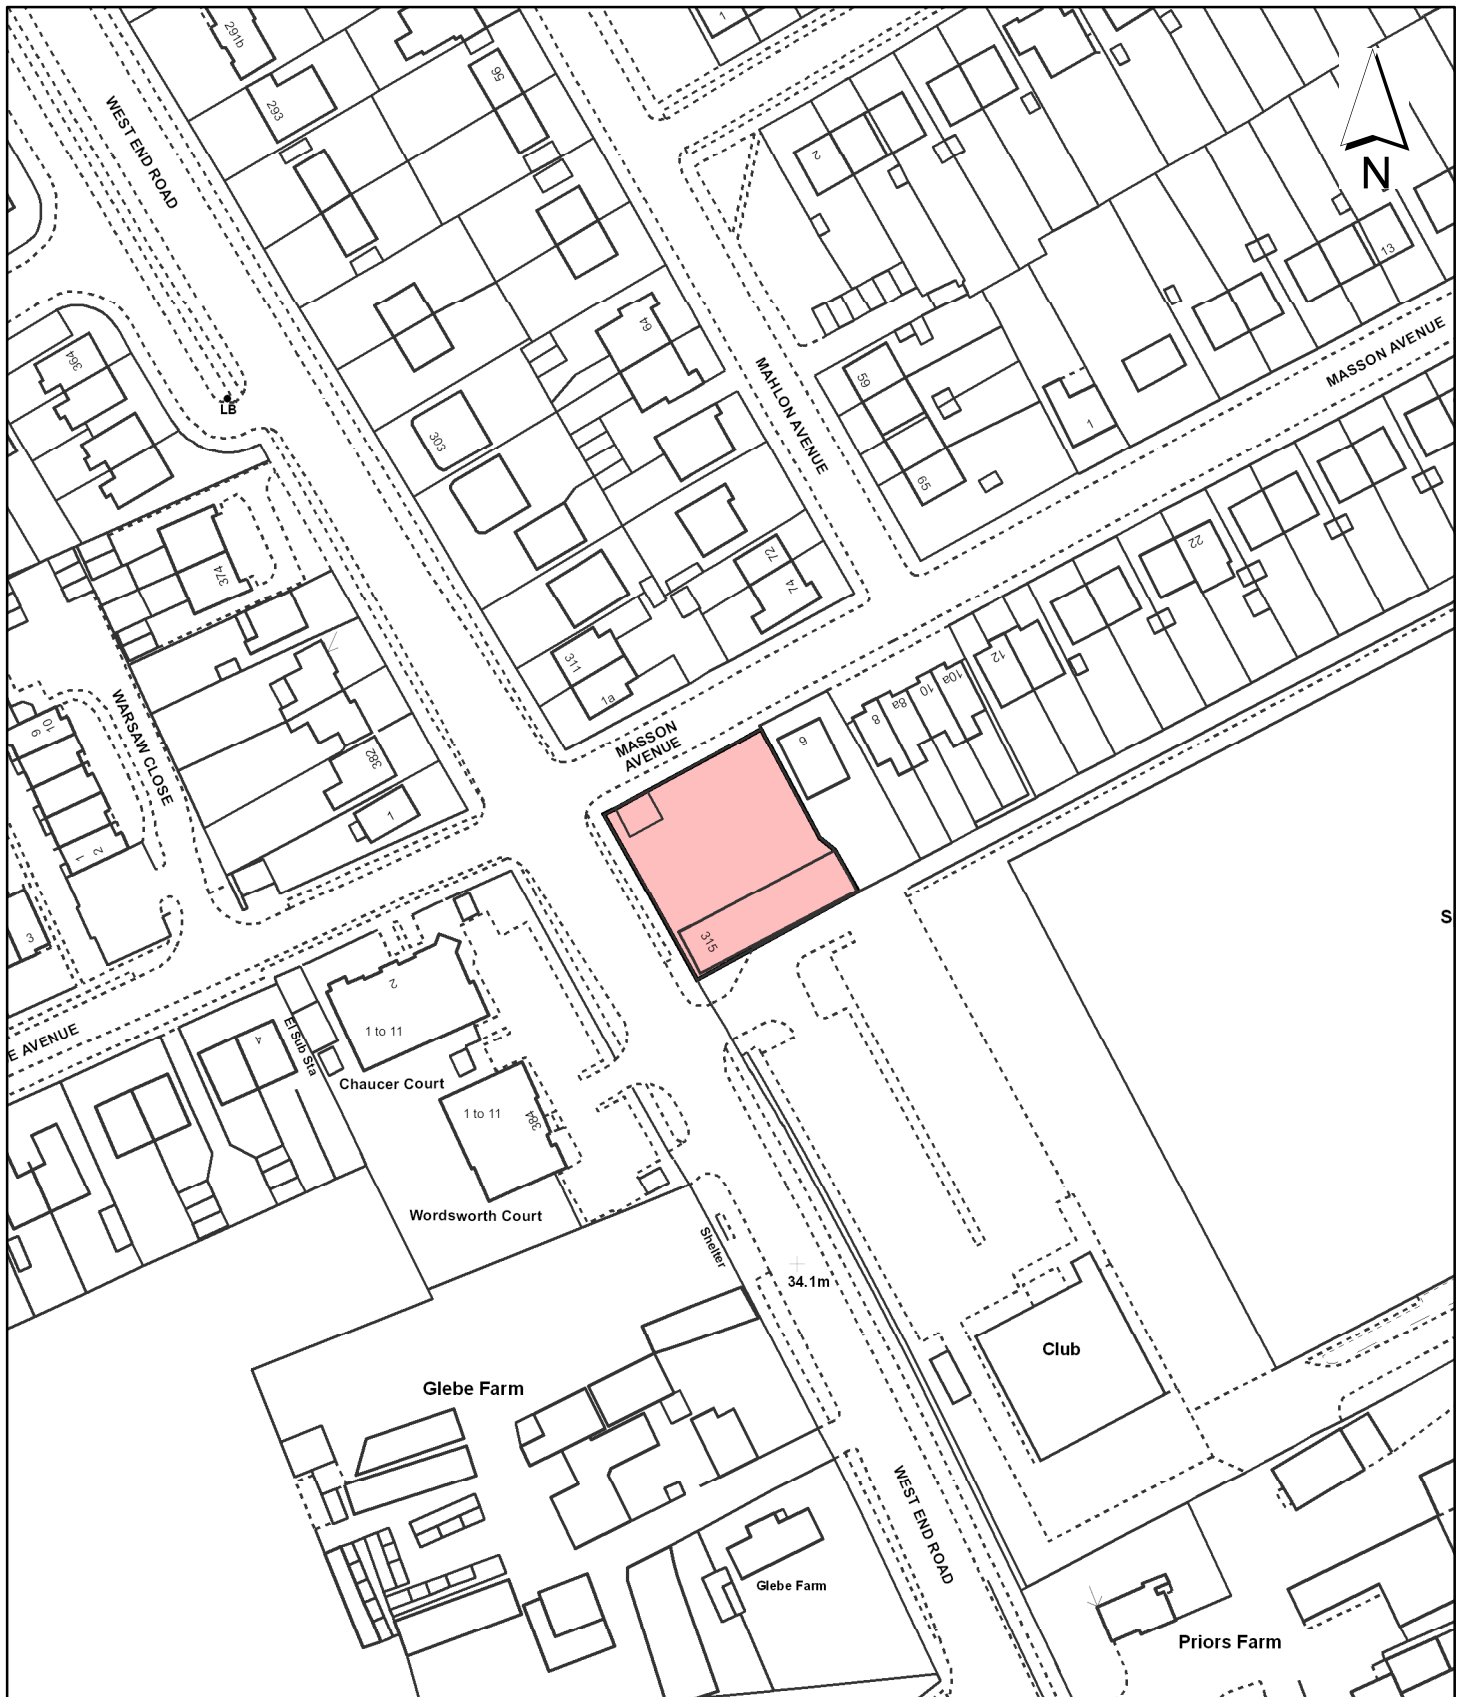 291b
1
56
293
WEST END ROAD
2
N
13
MASSON AVENUE
364
64
LB
59
MAHLON AVENUE
303
1
65
374
22
72
74
311
1a
12
10a
10
8a
8
6
MASSON
AVENUE
WARSAW CLOSE
10
9
382
1
1
2
3
315
S
2
1 to 11
E AVENUE
4
El Sub Sta
Chaucer Court
1 to 11
384
Wordsworth Court
Shelter
34.1m
Club
Glebe Farm
WEST END ROAD
Glebe Farm
Priors Farm